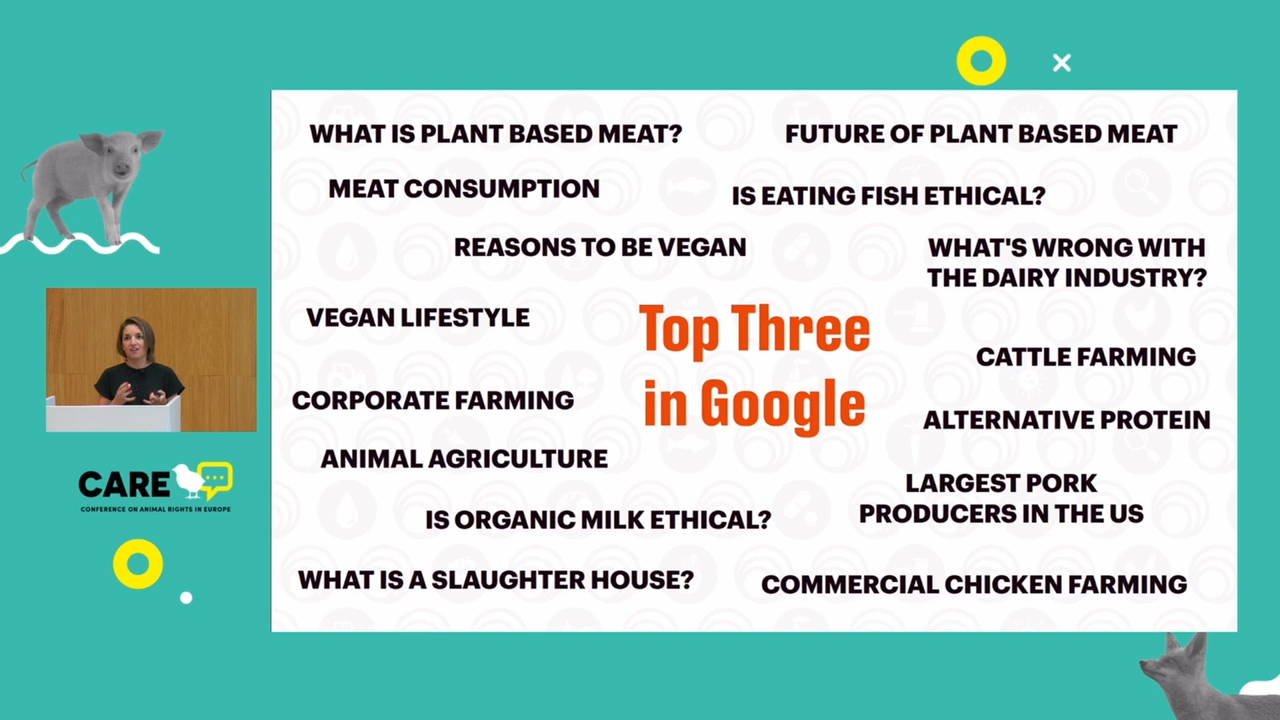 WHAT IS PLANT BASED MEAT?
FUTURE OF PLANT BASED MEAT
MEAT CONSUMPTION
IS EATING FISH ETHICAL?
REASONS TO BE VEGAN
WHAT'S WRONG WITH
THE DAIRY INDUSTRY?
VEGAN LIFESTYLE
Top Three
in Google
CATTLE FARMING
CORPORATE FARMING
ALTERNATIVE PROTEIN
ANIMAL AGRICULTURE
LARGEST PORK
PRODUCERS IN THE US
IS ORGANIC MILK ETHICAL?
WHAT IS A SLAUGHTER HOUSE?
COMMERCIAL CHICKEN FARMING
CARE
CONFERENCE ON ANIMAL RIGHTS IN EUROPE